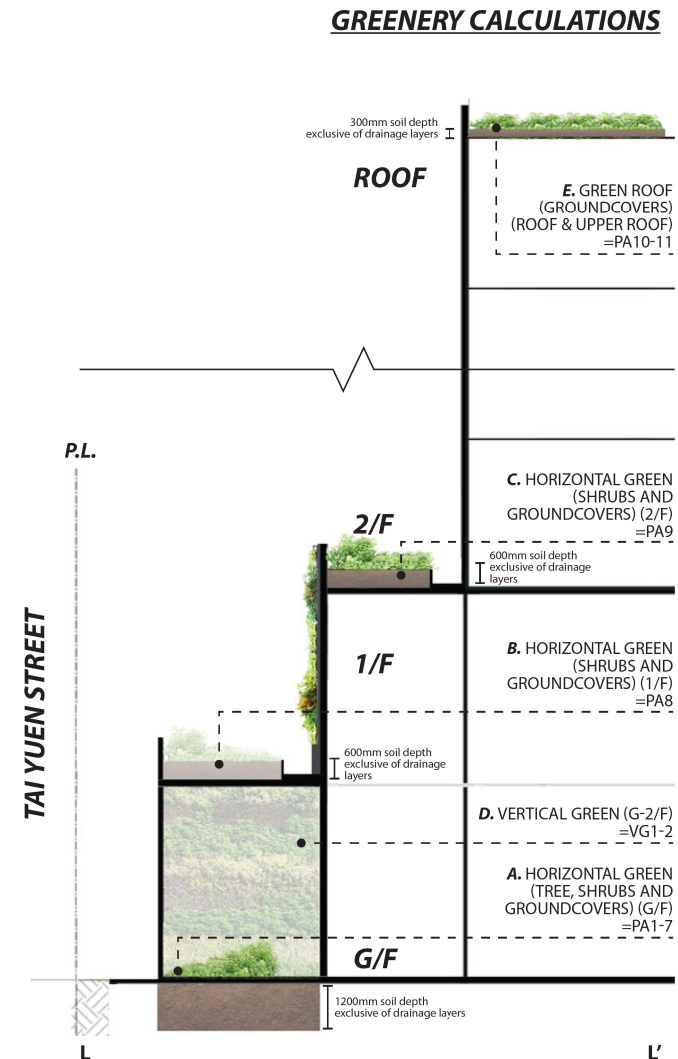 GREENERY CALCULATIONS
300mm soil depth
exclusive of drainage layers
ROOF
E. GREEN ROOF
(GROUNDCOVERS)
(ROOF & UPPER ROOF)
=PA10-11
P.L.
C. HORIZONTAL GREEN
(SHRUBS AND
GROUNDCOVERS) (2/F)
=PA9
2/F
600mm soil depth
exclusive of drainage
layers
TAI YUEN STREET
1/F
B. HORIZONTAL GREEN
(SHRUBS AND
GROUNDCOVERS) (1/F)
=PA8
600mm soil depth
exclusive of drainage
layers
D. VERTICAL GREEN (G-2/F)
=VG1-2
A. HORIZONTAL GREEN
(TREE, SHRUBS AND
GROUNDCOVERS) (G/F)
=PA1-7
G/F
1200mm soil depth
exclusive of drainage layers
L
L’